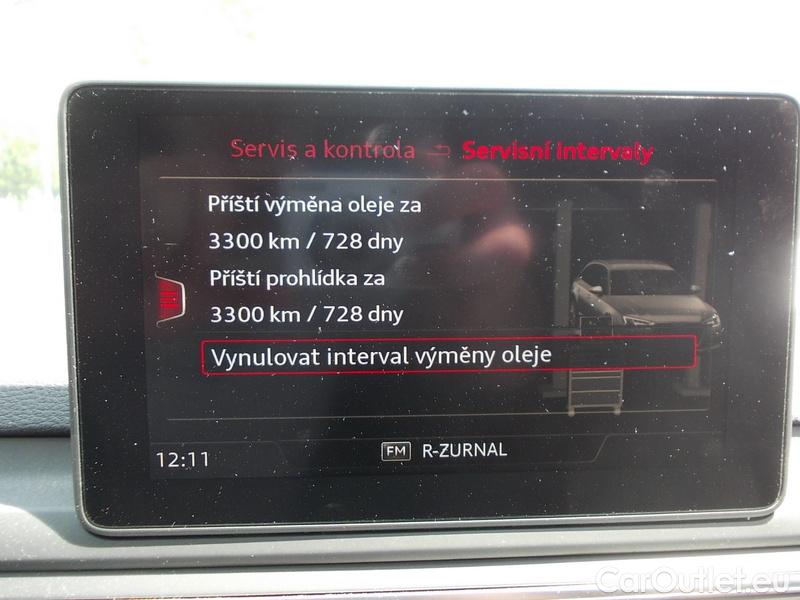 Servis a kontrola Servisní intervaly
Příští výměna oleje za
3300 km / 728 dny
Příští prohlídka za
3300 km / 728 dny
Vynulovat interval výměny oleje
12:11 FM R-ZURNAL
CarOutlet.eu